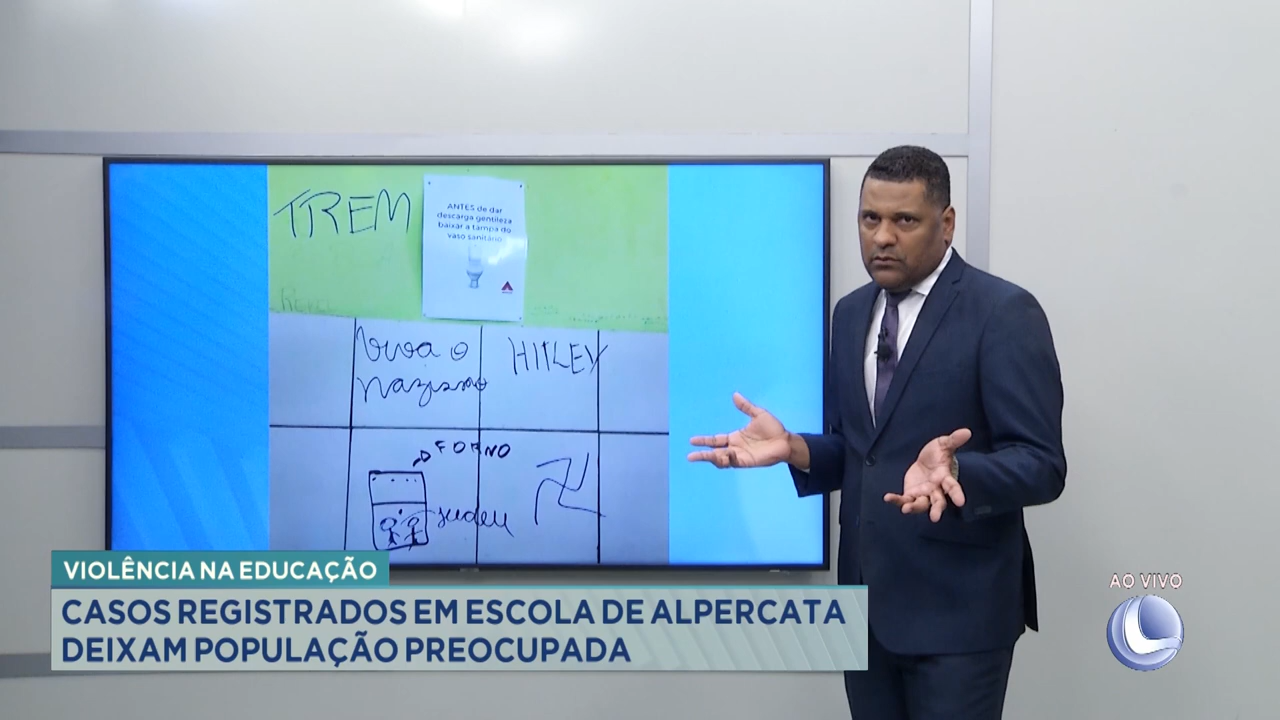 TREM
ANTES de dar
descarga gentileza
baixar a tampa do
vaso sanitário
Viva o
nazismo
HITLEY
FORNO
judeu
VIOLÊNCIA NA EDUCAÇÃO
CASOS REGISTRADOS EM ESCOLA DE ALPERCATA
DEIXAM POPULAÇÃO PREOCUPADA
AO VIVO